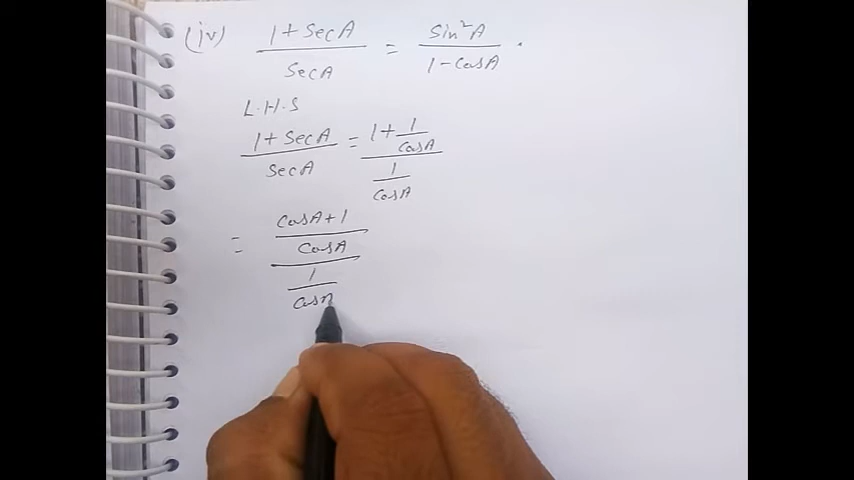 (iv) (1 + SecA)/(SecA) = (Sin²A)/(1 - CosA) .
L.H.S
(1 + SecA)/(SecA) = (1 + 1/CosA)/(1/CosA)
= ((CosA + 1)/(CosA))/(1/CosA)